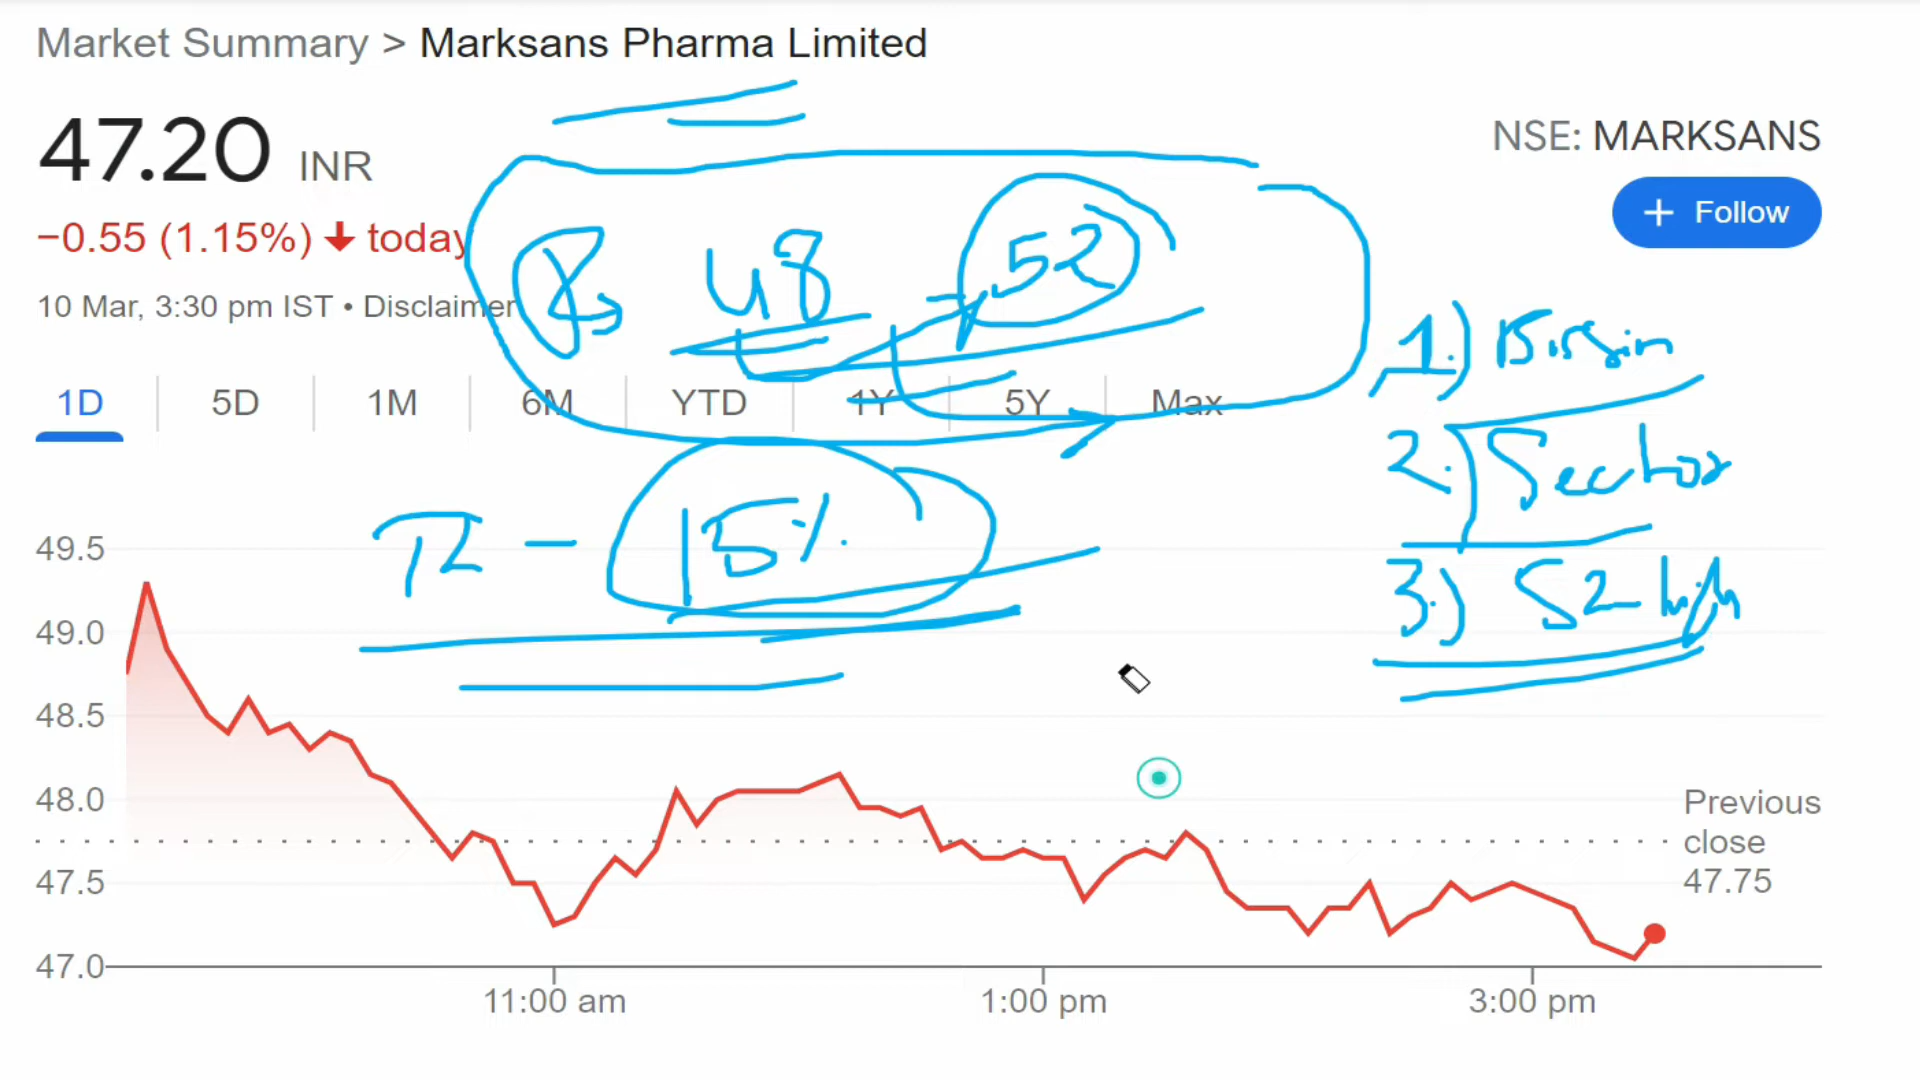 Market Summary > Marksans Pharma Limited
47.20 INR
NSE: MARKSANS
+ Follow
−0.55 (1.15%) ↓ today
10 Mar, 3:30 pm IST • Disclaimer
48 - 52
1D 5D 1M 6M YTD 1Y 5Y Max
15%.
1.)
2.) Sector
3.) 52-high
49.5
49.0
48.5
48.0
47.5
47.0
Previous
close
47.75
11:00 am 1:00 pm 3:00 pm